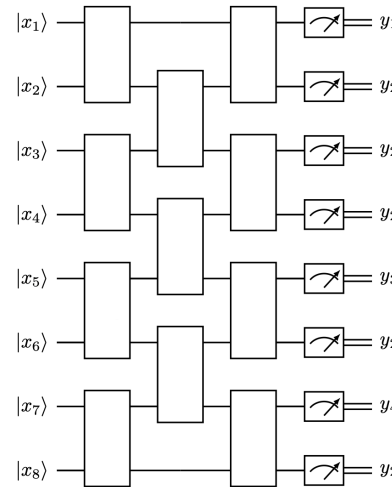 |x₁⟩ y
|x₂⟩ y
|x₃⟩ y
|x₄⟩ y
|x₅⟩ y
|x₆⟩ y
|x₇⟩ y
|x₈⟩ y